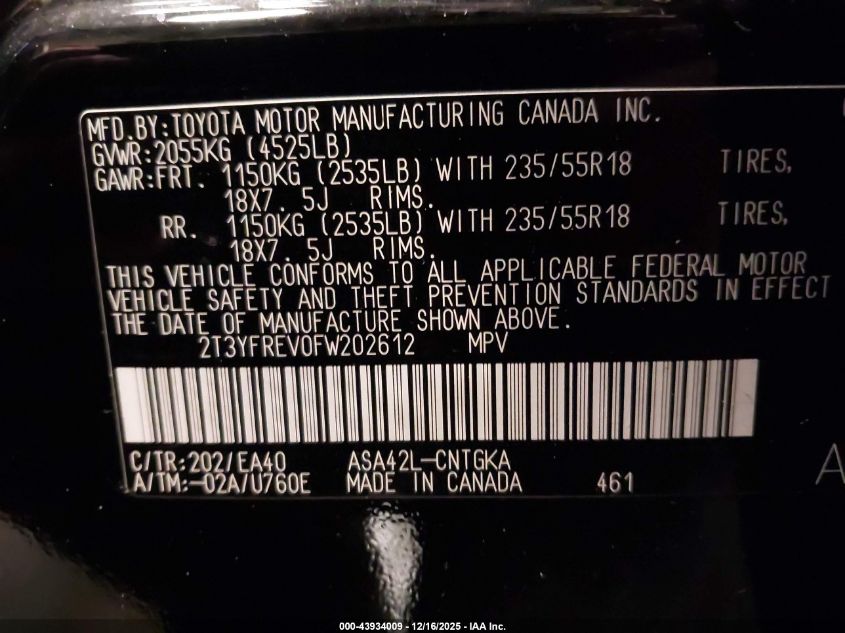 MFD.BY:TOYOTA MOTOR MANUFACTURING CANADA INC.
GVWR:2055KG (4525LB)
GAWR:FRT. 1150KG (2535LB) WITH 235/55R18 TIRES,
18X7. 5J RIMS.
RR. 1150KG (2535LB) WITH 235/55R18 TIRES,
18X7. 5J RIMS.
THIS VEHICLE CONFORMS TO ALL APPLICABLE FEDERAL MOTOR
VEHICLE SAFETY AND THEFT PREVENTION STANDARDS IN EFFECT
THE DATE OF MANUFACTURE SHOWN ABOVE.
2T3YFREV0FW202612 MPV
C/TR:202/EA40 ASA42L-CNTGKA
A/TM:-02A/U760E MADE IN CANADA 461
A
000-43934009 - 12/16/2025 - IAA Inc.